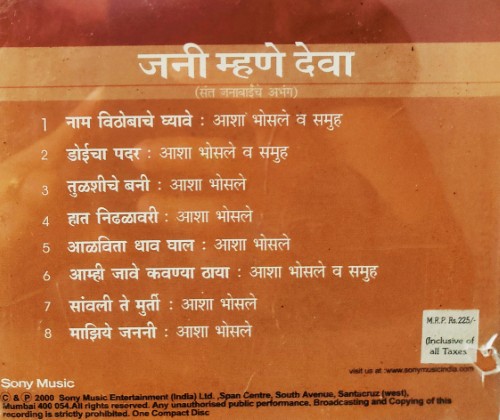 जनी म्हणे देवा
(संत जनाबाईंचे अभंग)
1 नाम विठोबाचे घ्यावे : आशा भोसले व समुह
2 डोईचा पदर : आशा भोसले व समुह
3 तुळशीचे बनी : आशा भोसले
4 हात निढळावरी : आशा भोसले
5 आळविता धाव घाल : आशा भोसले
6 आम्ही जावे कवण्या ठाया : आशा भोसले व समुह
7 सांवली ते मुर्ती : आशा भोसले
8 माझिये जननी : आशा भोसले
M.R.P. Rs.225/-
(Inclusive of
all Taxes
visit us at :www.sonymusicindia.com
Sony Music
© & ℗ 2000 Sony Music Entertainment (India) Ltd. ,Span Centre, South Avenue, Santacruz (west),
Mumbai 400 054.All rights reserved. Any unauthorised public performance, Broadcasting and Copying of this
recording is strictly prohibited. One Compact Disc